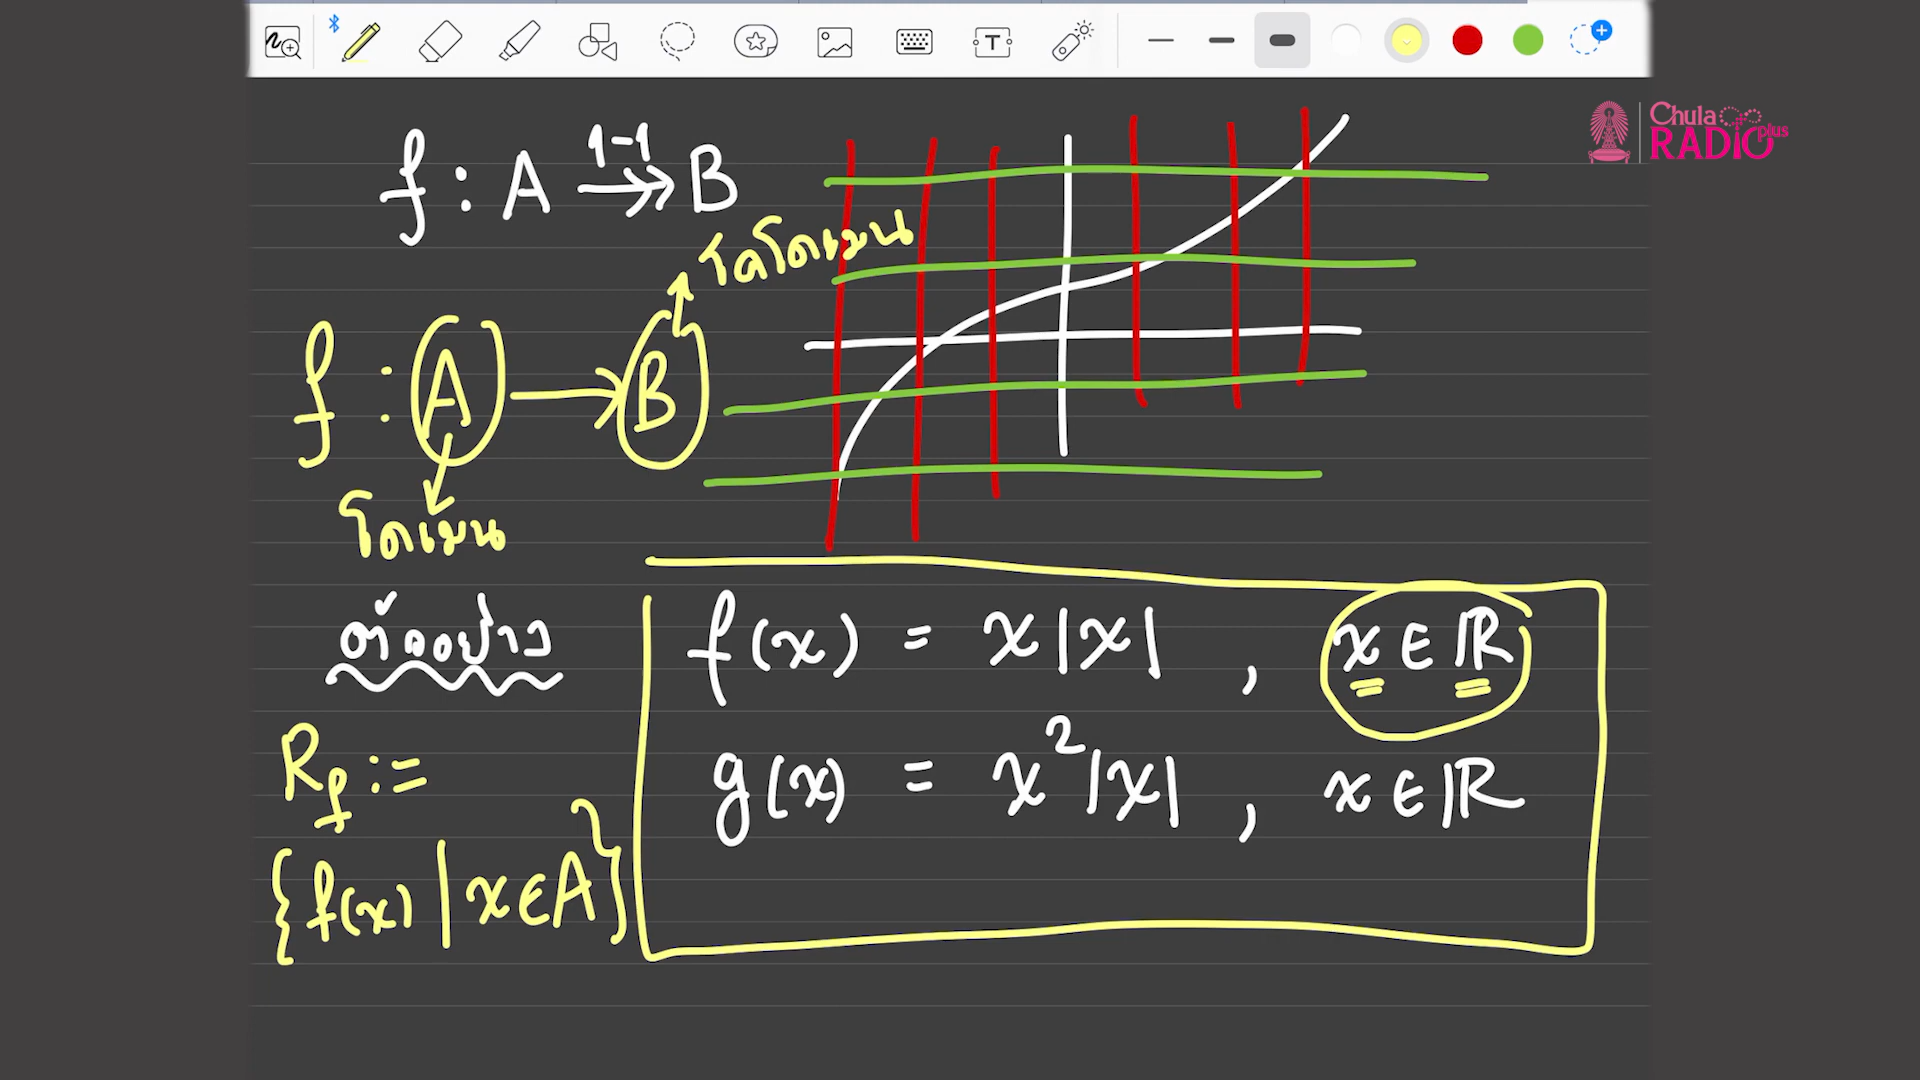 Chula
RADIO plus
f : A 1-1 ↠ B
โคโดเมน
f : A → B
โดเมน
ตัวอย่าง
f(x) = x|x| , x ∈ ℝ
g(x) = x²|x| , x ∈ ℝ
R_f :=
{f(x) | x ∈ A}
T